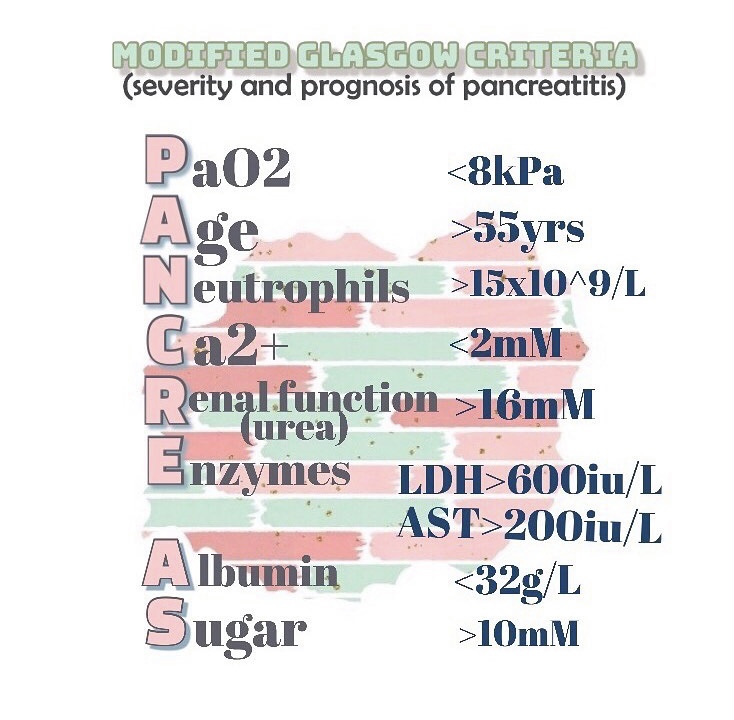 MODIFIED GLASGOW CRITERIA
(severity and prognosis of pancreatitis)
PaO2 <8kPa
Age >55yrs
Neutrophils >15x10^9/L
Ca2+ <2mM
Renal function >16mM
(urea)
Enzymes LDH>600iu/L
AST>200iu/L
Albumin <32g/L
Sugar >10mM